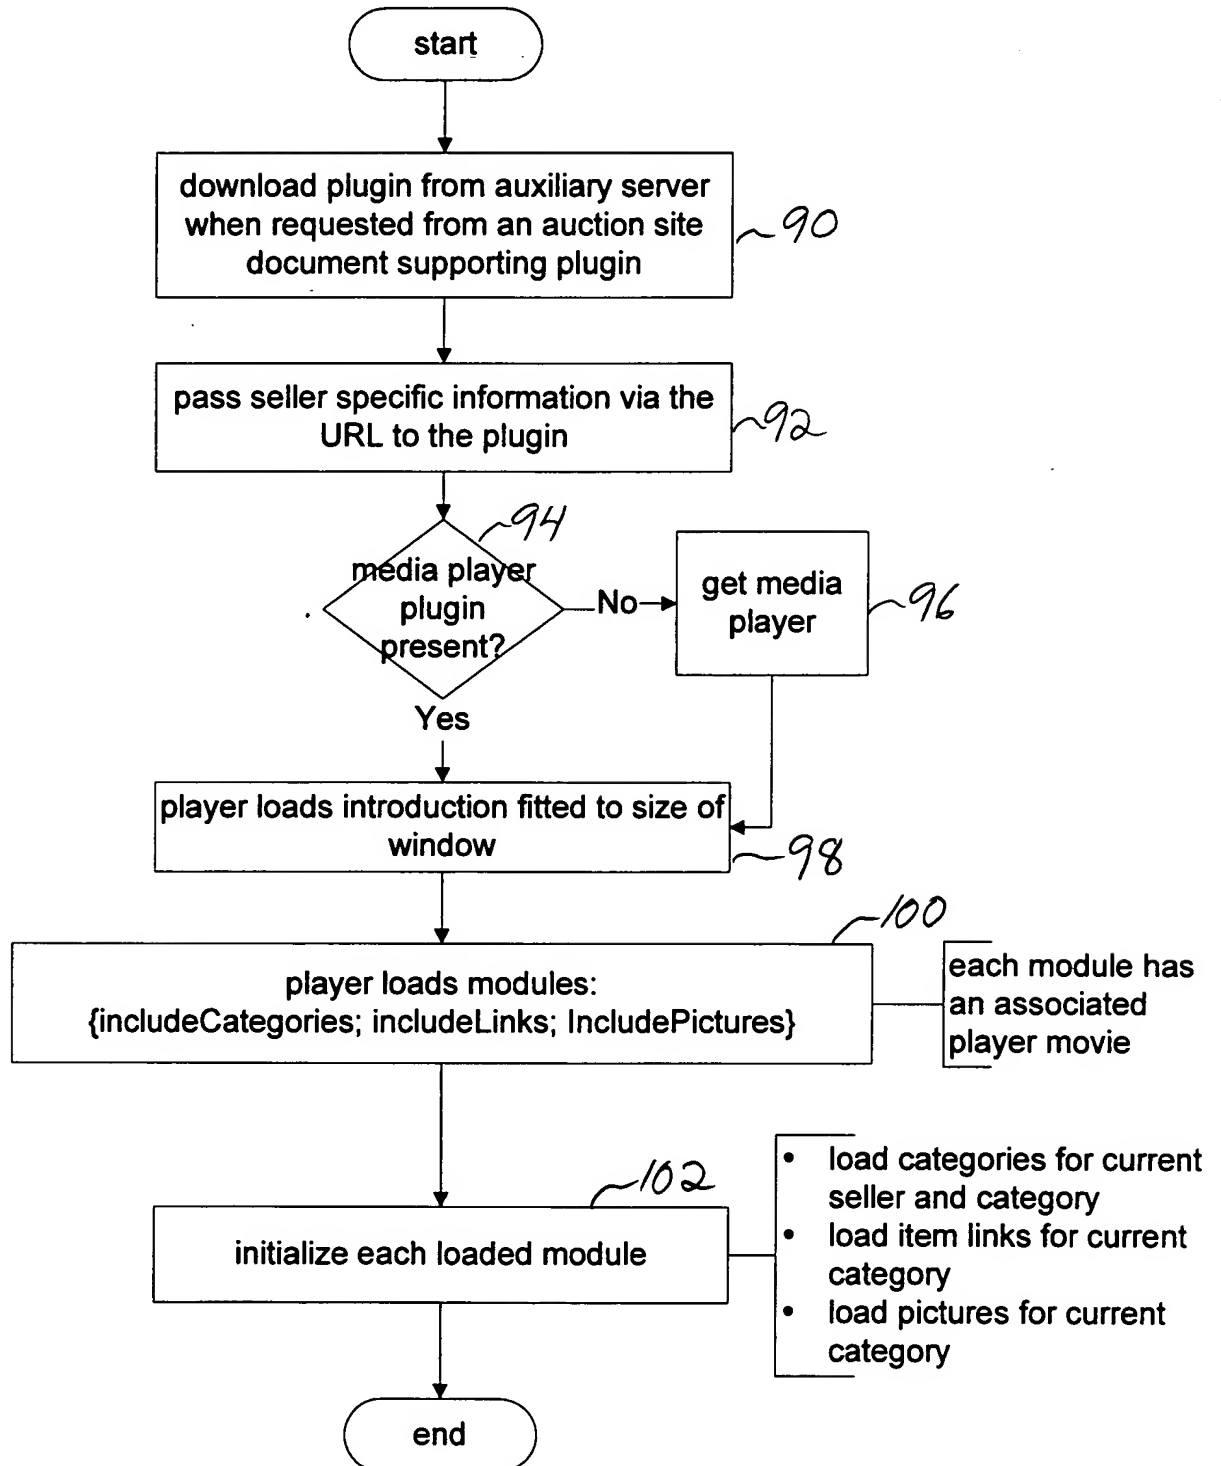 start
download plugin from auxiliary server
when requested from an auction site
document supporting plugin
90
pass seller specific information via the
URL to the plugin
92
94
media player
plugin
present?
No
get media
player
96
Yes
player loads introduction fitted to size of
window
98
100
player loads modules:
{includeCategories; includeLinks; IncludePictures}
each module has
an associated
player movie
102
initialize each loaded module
• load categories for current
seller and category
• load item links for current
category
• load pictures for current
category
end